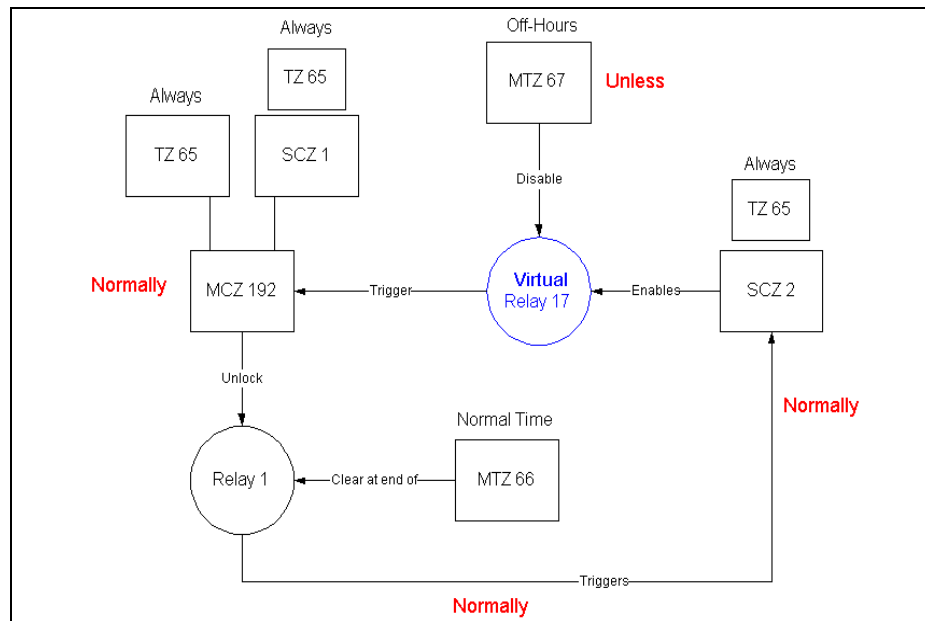 Off-Hours
MTZ 67
Unless
Always
TZ 65
Always
TZ 65
SCZ 1
Disable
Always
TZ 65
Normally
MCZ 192
Trigger
Virtual
Relay 17
Enables
SCZ 2
Unlock
Normally
Normal Time
Relay 1
Clear at end of
MTZ 66
Triggers
Normally